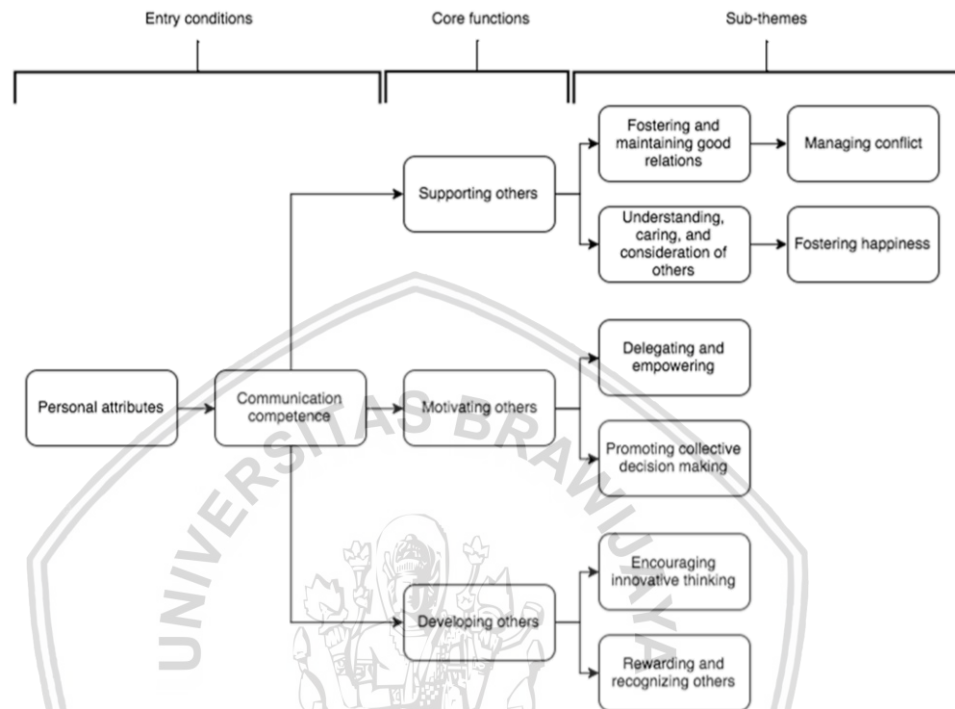 Entry conditions
Core functions
Sub-themes
Fostering and
maintaining good
relations
Managing conflict
Supporting others
Understanding,
caring, and
consideration of
others
Fostering happiness
Delegating and
empowering
Personal attributes
Communication
competence
Motivating others
Promoting collective
decision making
Encouraging
innovative thinking
Developing others
Rewarding and
recognizing others
UNIVERSITAS BRAWIJAYA